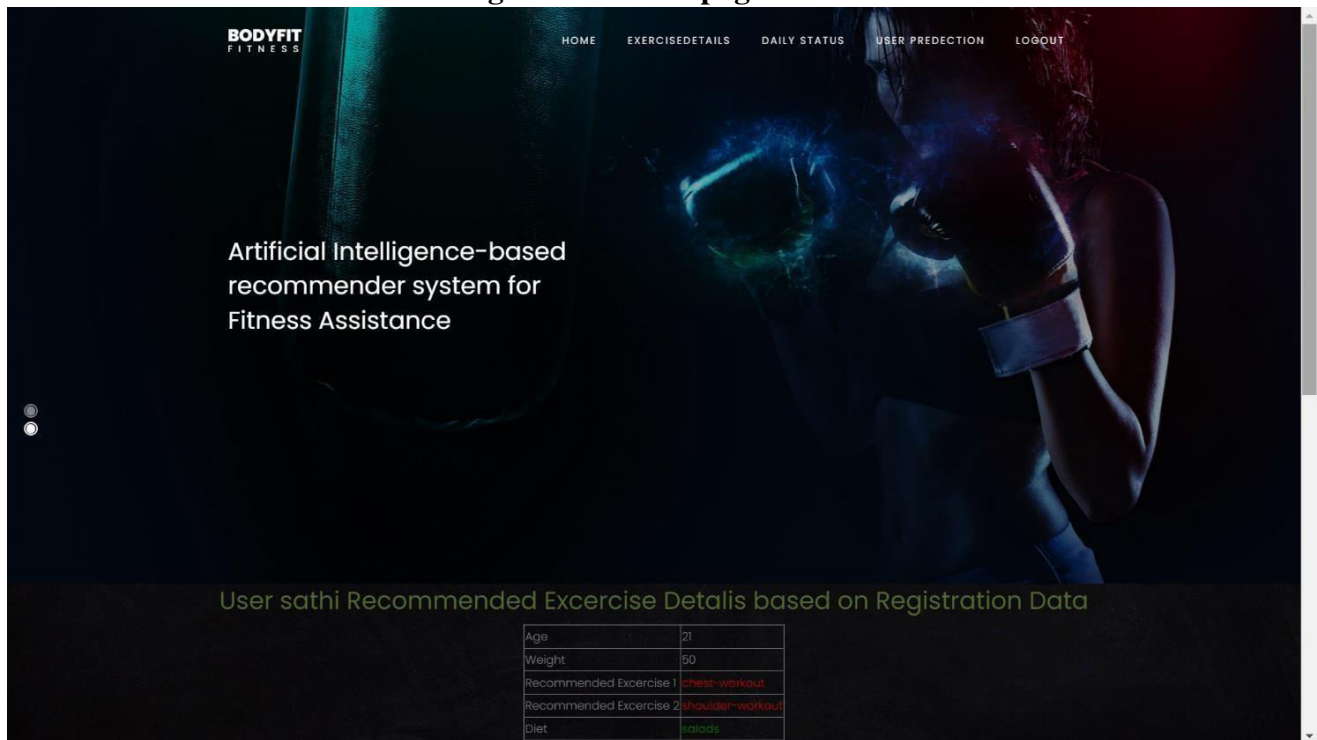 BODYFIT
FITNESS
HOME EXERCISEDETAILS DAILY STATUS USER PREDECTION LOGOUT
Artificial Intelligence-based
recommender system for
Fitness Assistance
User sathi Recommended Excercise Detalis based on Registration Data
Age 21
Weight 50
Recommended Excercise 1 chest-workout
Recommended Excercise 2 shoulder-workout
Diet salads